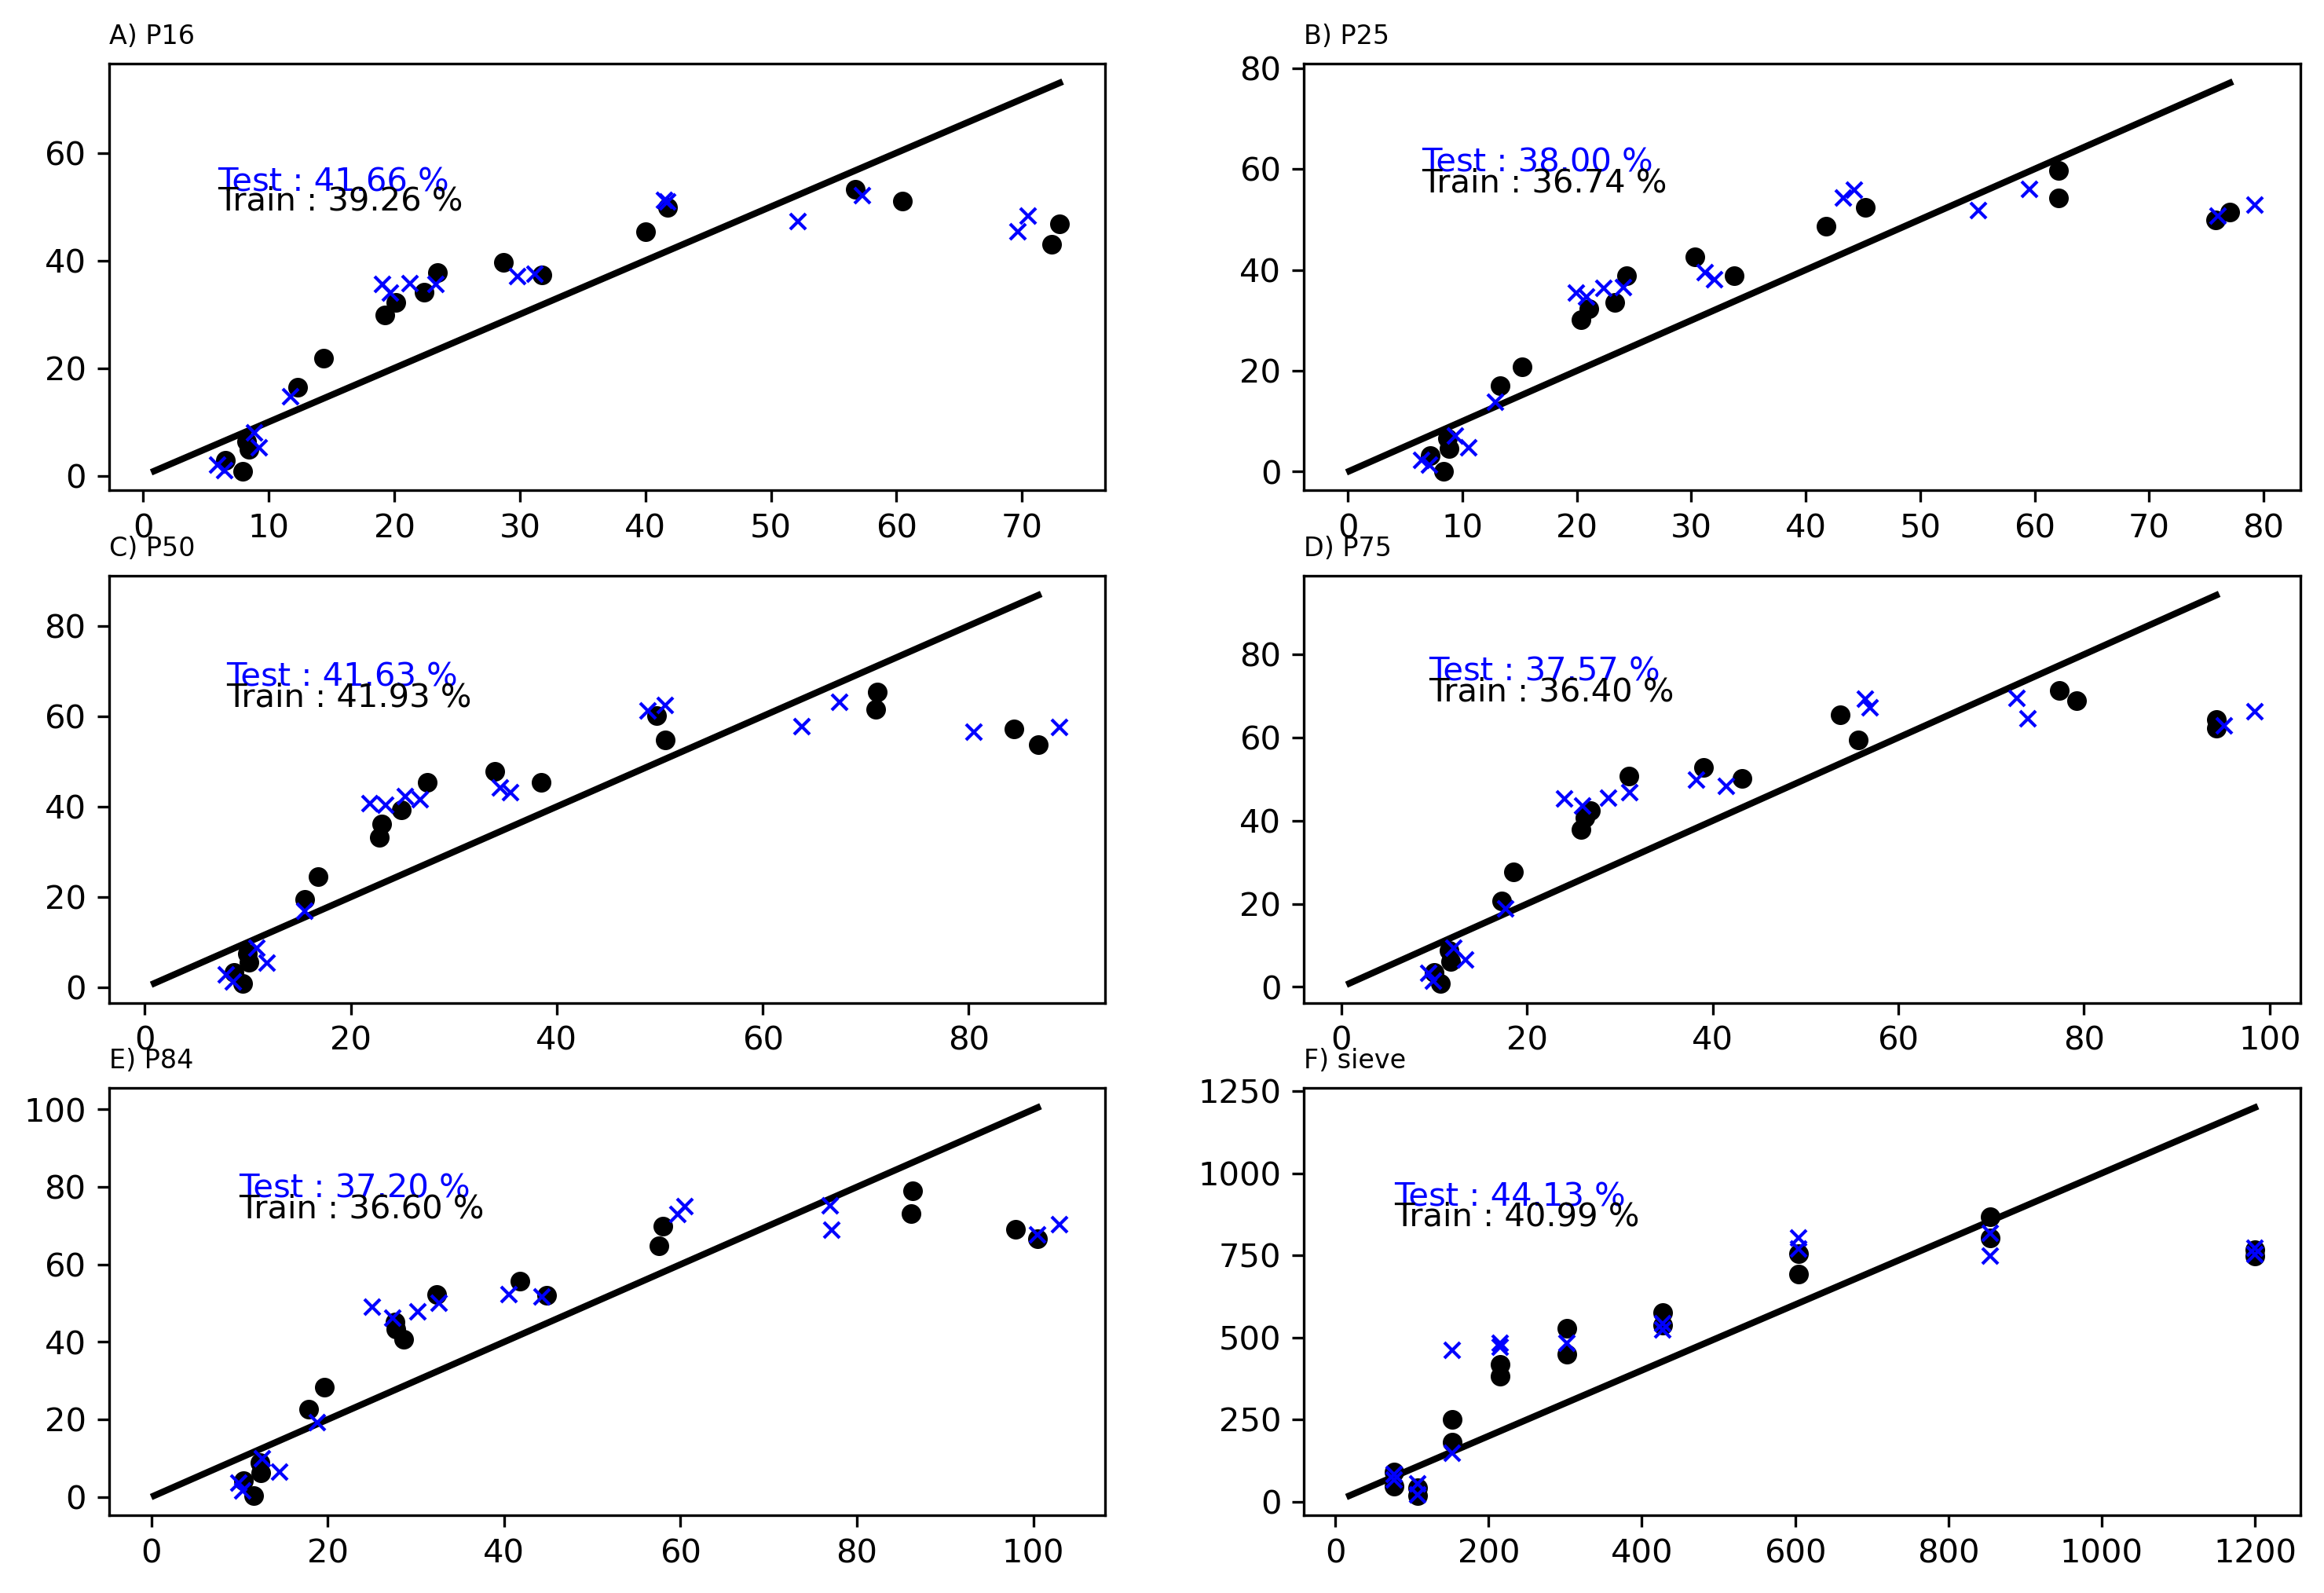 A) P16
60
40
20
0
Test : 41.66 %
Train : 39.26 %
0 10 20 30 40 50 60 70
B) P25
80
60
40
20
0
Test : 38.00 %
Train : 36.74 %
0 10 20 30 40 50 60 70 80
C) P50
80
60
40
20
0
Test : 41.63 %
Train : 41.93 %
0 20 40 60 80
D) P75
80
60
40
20
0
Test : 37.57 %
Train : 36.40 %
0 20 40 60 80 100
E) P84
100
80
60
40
20
0
Test : 37.20 %
Train : 36.60 %
0 20 40 60 80 100
F) sieve
1250
1000
750
500
250
0
Test : 44.13 %
Train : 40.99 %
0 200 400 600 800 1000 1200